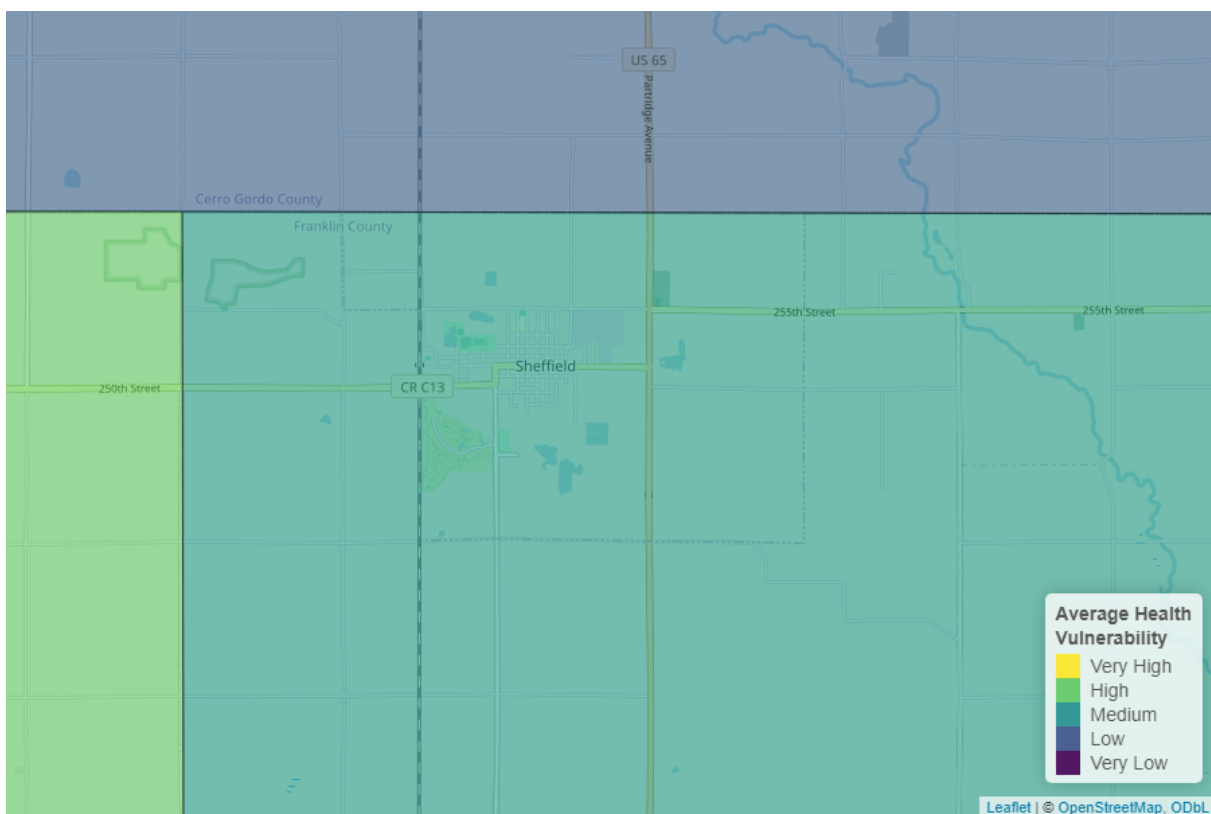 US 65
Partridge Avenue
Cerro Gordo County
Franklin County
255th Street
255th Street
Sheffield
250th Street
CR C13
Average Health
Vulnerability
Very High
High
Medium
Low
Very Low
Leaflet | © OpenStreetMap, ODbL